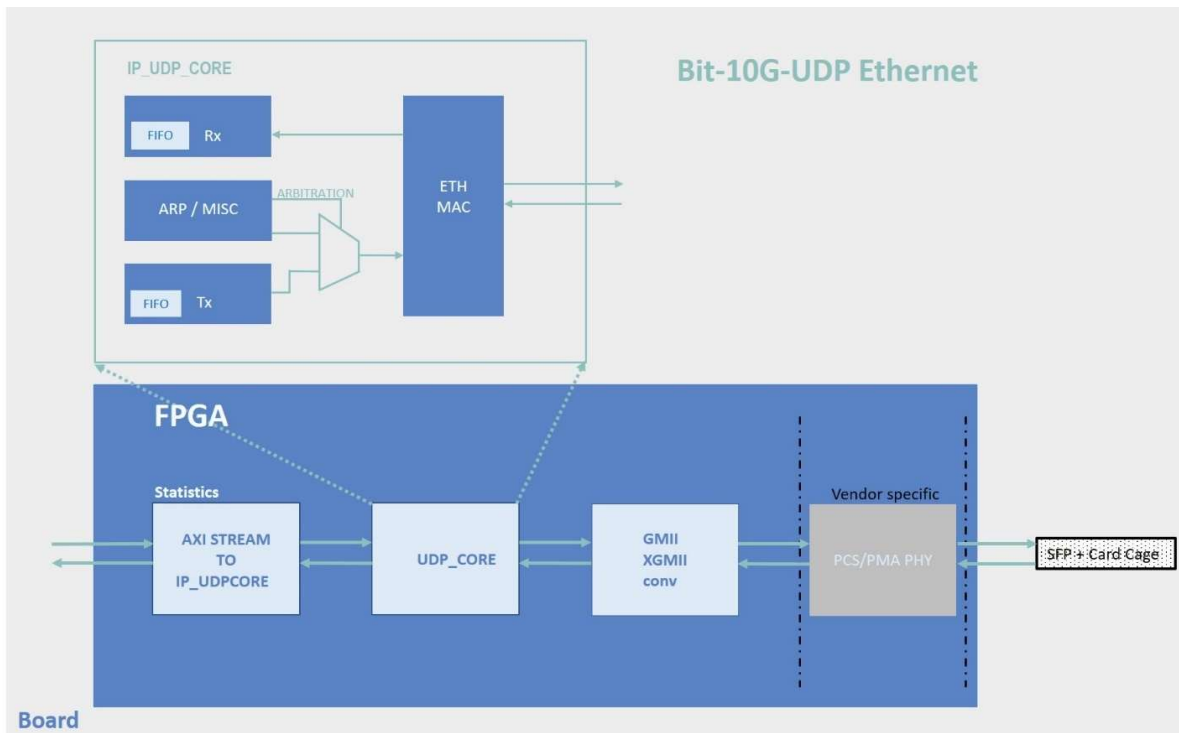 IP_UDP_CORE
Bit-10G-UDP Ethernet
FIFO Rx
ARP / MISC
ARBITRATION
FIFO Tx
ETH
MAC
FPGA
Statistics
AXI STREAM
TO
IP_UDPCORE
UDP_CORE
GMII
XGMII
conv
Vendor specific
PCS/PMA PHY
SFP + Card Cage
Board